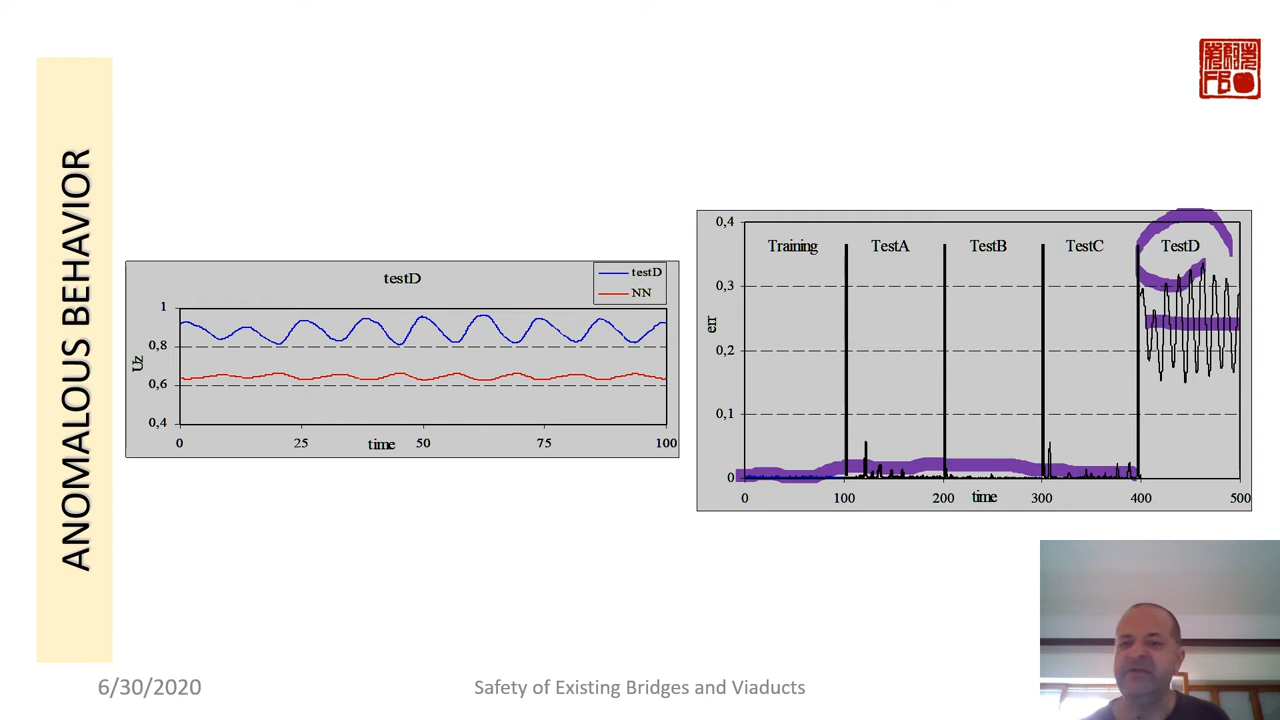 ANOMALOUS BEHAVIOR
FB
testD
testD
NN
1
0,8
0,6
0,4
Uz
0
25
50
75
100
time
0,4
0,3
0,2
0,1
0
err
Training
TestA
TestB
TestC
TestD
0
100
200
300
400
500
time
6/30/2020
Safety of Existing Bridges and Viaducts